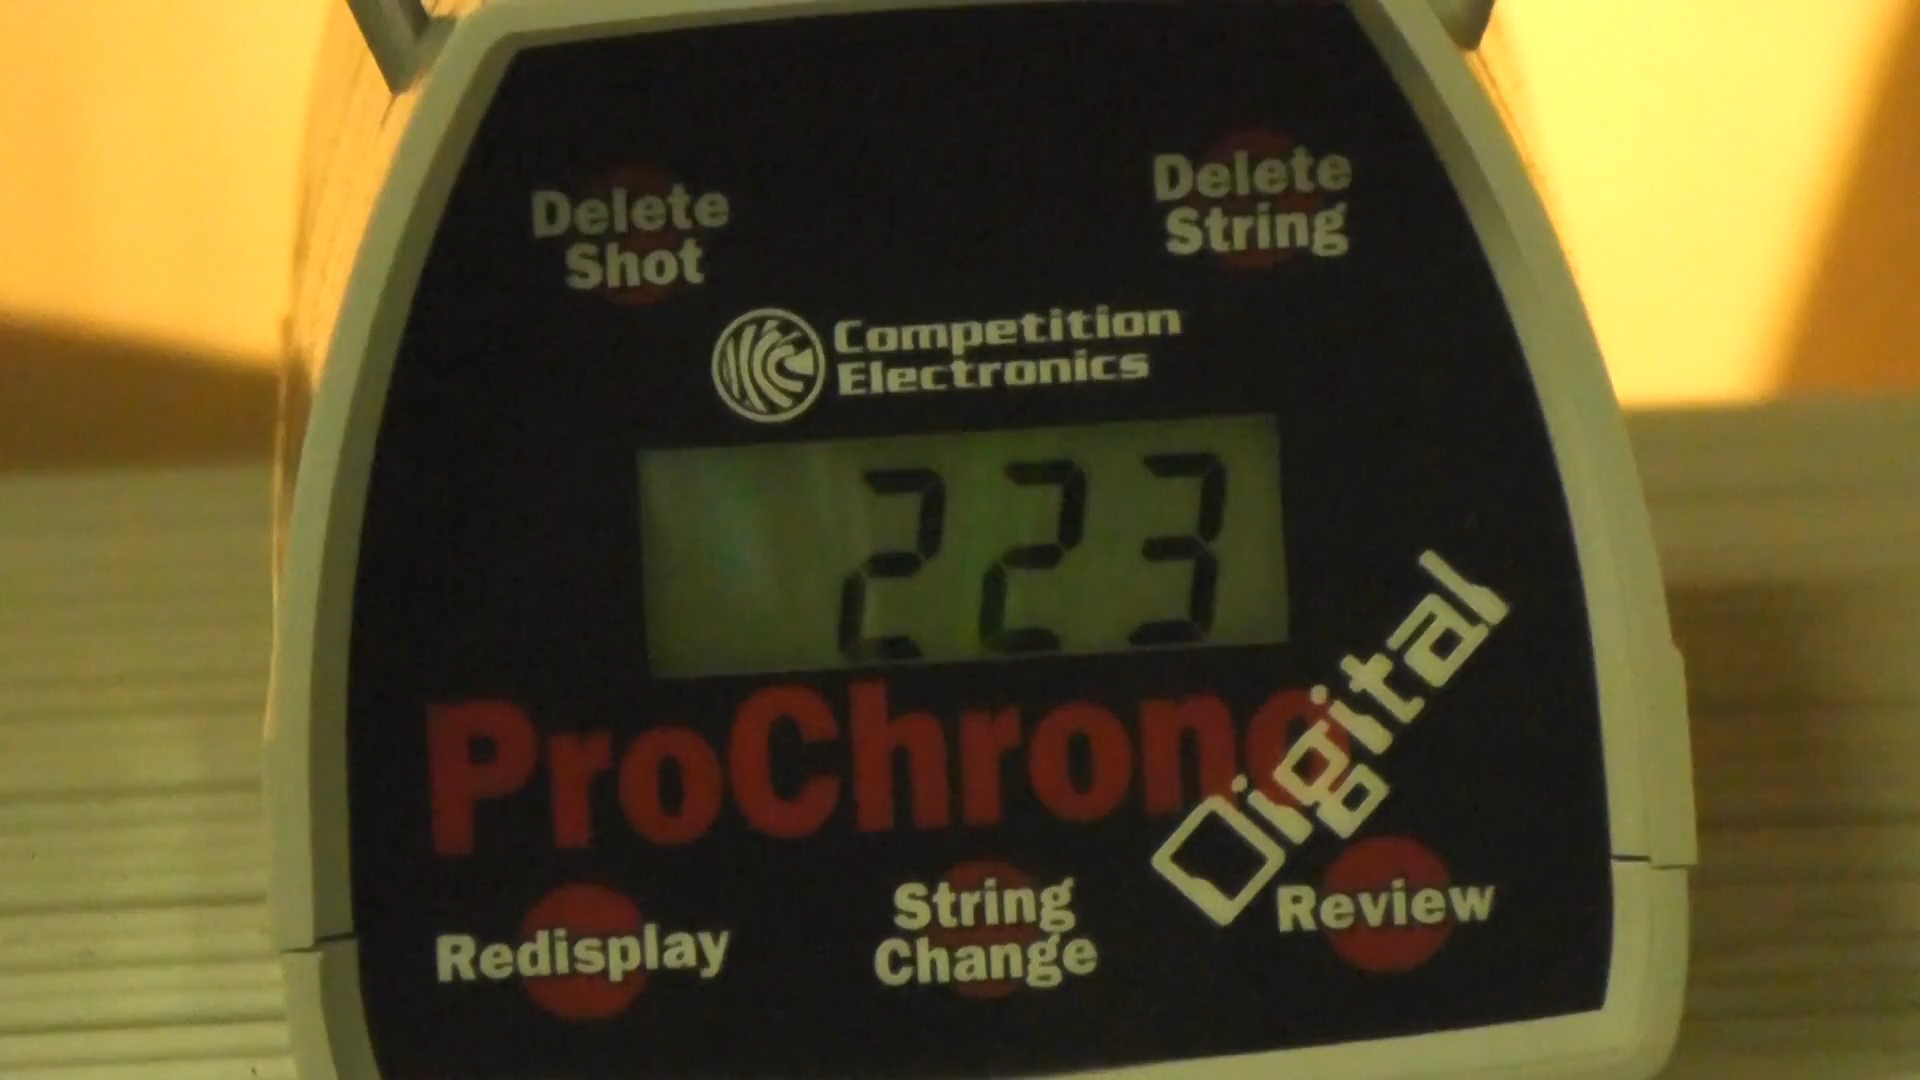 Delete
Shot
Delete
String
Competition
Electronics
223
ProChrono
Digital
Redisplay
String
Change
Review